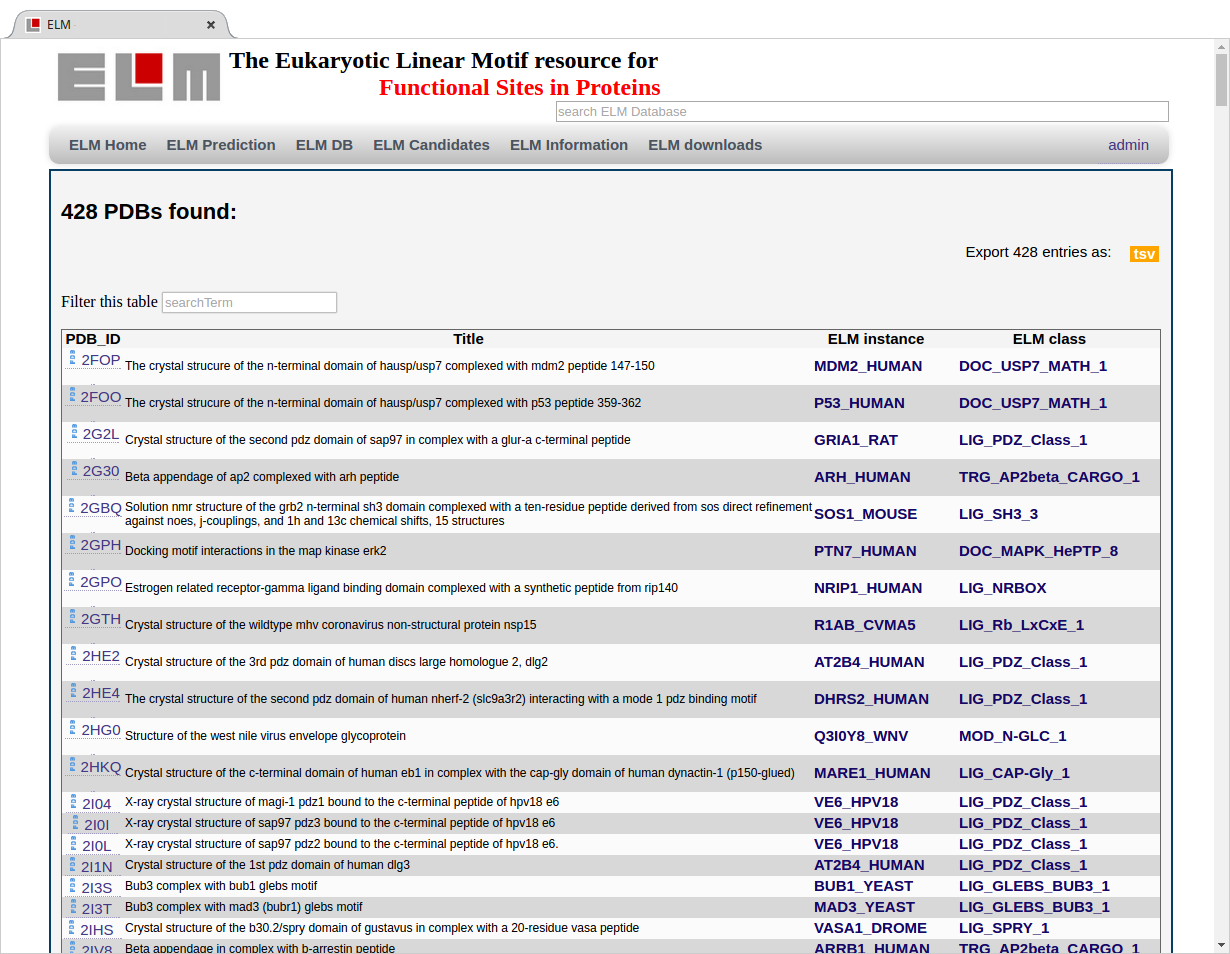 ELM
ELM
The Eukaryotic Linear Motif resource for
Functional Sites in Proteins
search ELM Database
ELM Home ELM Prediction ELM DB ELM Candidates ELM Information ELM downloads admin
428 PDBs found:
Export 428 entries as: tsv
Filter this table searchTerm
PDB_ID Title ELM instance ELM class
2FOP The crystal strucure of the n-terminal domain of hausp/usp7 complexed with mdm2 peptide 147-150 MDM2_HUMAN DOC_USP7_MATH_1
2FOO The crystal strucure of the n-terminal domain of hausp/usp7 complexed with p53 peptide 359-362 P53_HUMAN DOC_USP7_MATH_1
2G2L Crystal structure of the second pdz domain of sap97 in complex with a glur-a c-terminal peptide GRIA1_RAT LIG_PDZ_Class_1
2G30 Beta appendage of ap2 complexed with arh peptide ARH_HUMAN TRG_AP2beta_CARGO_1
2GBQ Solution nmr structure of the grb2 n-terminal sh3 domain complexed with a ten-residue peptide derived from sos direct refinement
against noes, j-couplings, and 1h and 13c chemical shifts, 15 structures SOS1_MOUSE LIG_SH3_3
2GPH Docking motif interactions in the map kinase erk2 PTN7_HUMAN DOC_MAPK_HePTP_8
2GPO Estrogen related receptor-gamma ligand binding domain complexed with a synthetic peptide from rip140 NRIP1_HUMAN LIG_NRBOX
2GTH Crystal structure of the wildtype mhv coronavirus non-structural protein nsp15 R1AB_CVMA5 LIG_Rb_LxCxE_1
2HE2 Crystal structure of the 3rd pdz domain of human discs large homologue 2, dlg2 AT2B4_HUMAN LIG_PDZ_Class_1
2HE4 The crystal structure of the second pdz domain of human nherf-2 (slc9a3r2) interacting with a mode 1 pdz binding motif DHRS2_HUMAN LIG_PDZ_Class_1
2HG0 Structure of the west nile virus envelope glycoprotein Q3I0Y8_WNV MOD_N-GLC_1
2HKQ Crystal structure of the c-terminal domain of human eb1 in complex with the cap-gly domain of human dynactin-1 (p150-glued) MARE1_HUMAN LIG_CAP-Gly_1
2I04 X-ray crystal structure of magi-1 pdz1 bound to the c-terminal peptide of hpv18 e6 VE6_HPV18 LIG_PDZ_Class_1
2I0I X-ray crystal structure of sap97 pdz3 bound to the c-terminal peptide of hpv18 e6 VE6_HPV18 LIG_PDZ_Class_1
2I0L X-ray crystal structure of sap97 pdz2 bound to the c-terminal peptide of hpv18 e6. VE6_HPV18 LIG_PDZ_Class_1
2I1N Crystal structure of the 1st pdz domain of human dlg3 AT2B4_HUMAN LIG_PDZ_Class_1
2I3S Bub3 complex with bub1 glebs motif BUB1_YEAST LIG_GLEBS_BUB3_1
2I3T Bub3 complex with mad3 (bubr1) glebs motif MAD3_YEAST LIG_GLEBS_BUB3_1
2IHS Crystal structure of the b30.2/spry domain of gustavus in complex with a 20-residue vasa peptide VASA1_DROME LIG_SPRY_1
2IV8 Beta appendage in complex with b-arrestin peptide ARRB1_HUMAN TRG_AP2beta_CARGO_1